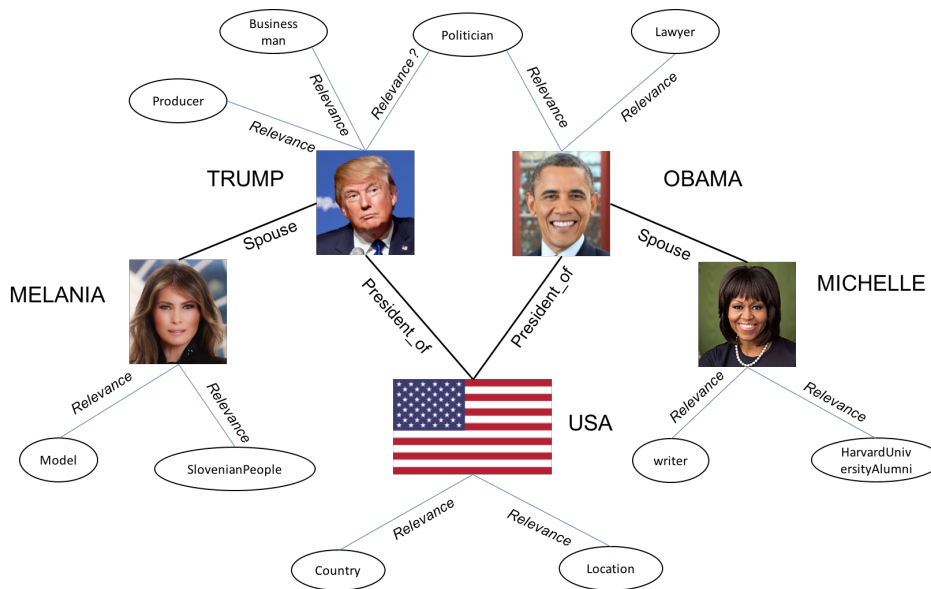 Business
man
Politician
Lawyer
Producer
Relevance
Relevance
Relevance ?
Relevance
Relevance
TRUMP
OBAMA
Spouse
Spouse
MELANIA
MICHELLE
President_of
President_of
USA
Relevance
Relevance
Relevance
Relevance
Model
SlovenianPeople
writer
HarvardUniv
ersityAlumni
Relevance
Relevance
Country
Location